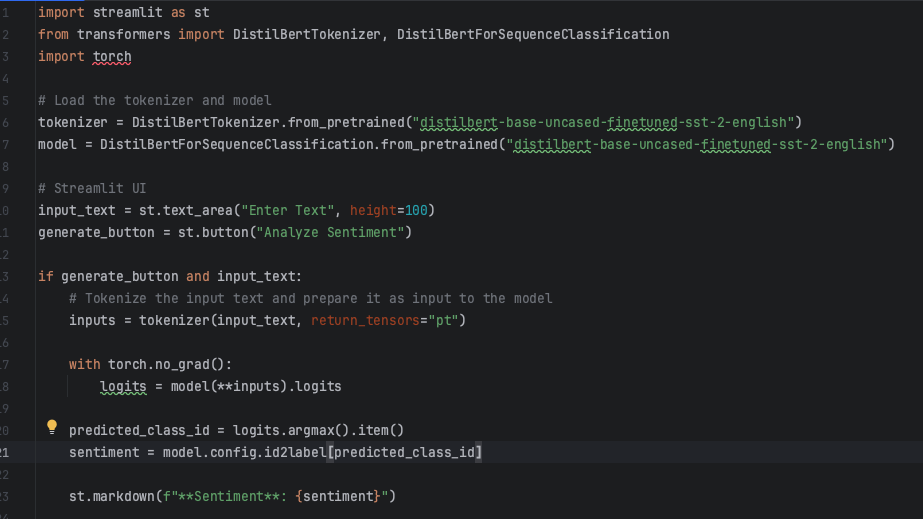 1 import streamlit as st
2 from transformers import DistilBertTokenizer, DistilBertForSequenceClassification
3 import torch
4
5 # Load the tokenizer and model
6 tokenizer = DistilBertTokenizer.from_pretrained("distilbert-base-uncased-finetuned-sst-2-english")
7 model = DistilBertForSequenceClassification.from_pretrained("distilbert-base-uncased-finetuned-sst-2-english")
8
9 # Streamlit UI
10 input_text = st.text_area("Enter Text", height=100)
11 generate_button = st.button("Analyze Sentiment")
12
13 if generate_button and input_text:
14     # Tokenize the input text and prepare it as input to the model
15     inputs = tokenizer(input_text, return_tensors="pt")
16
17     with torch.no_grad():
18         logits = model(**inputs).logits
19
20     predicted_class_id = logits.argmax().item()
21     sentiment = model.config.id2label[predicted_class_id]
22
23     st.markdown(f"**Sentiment**: {sentiment}")